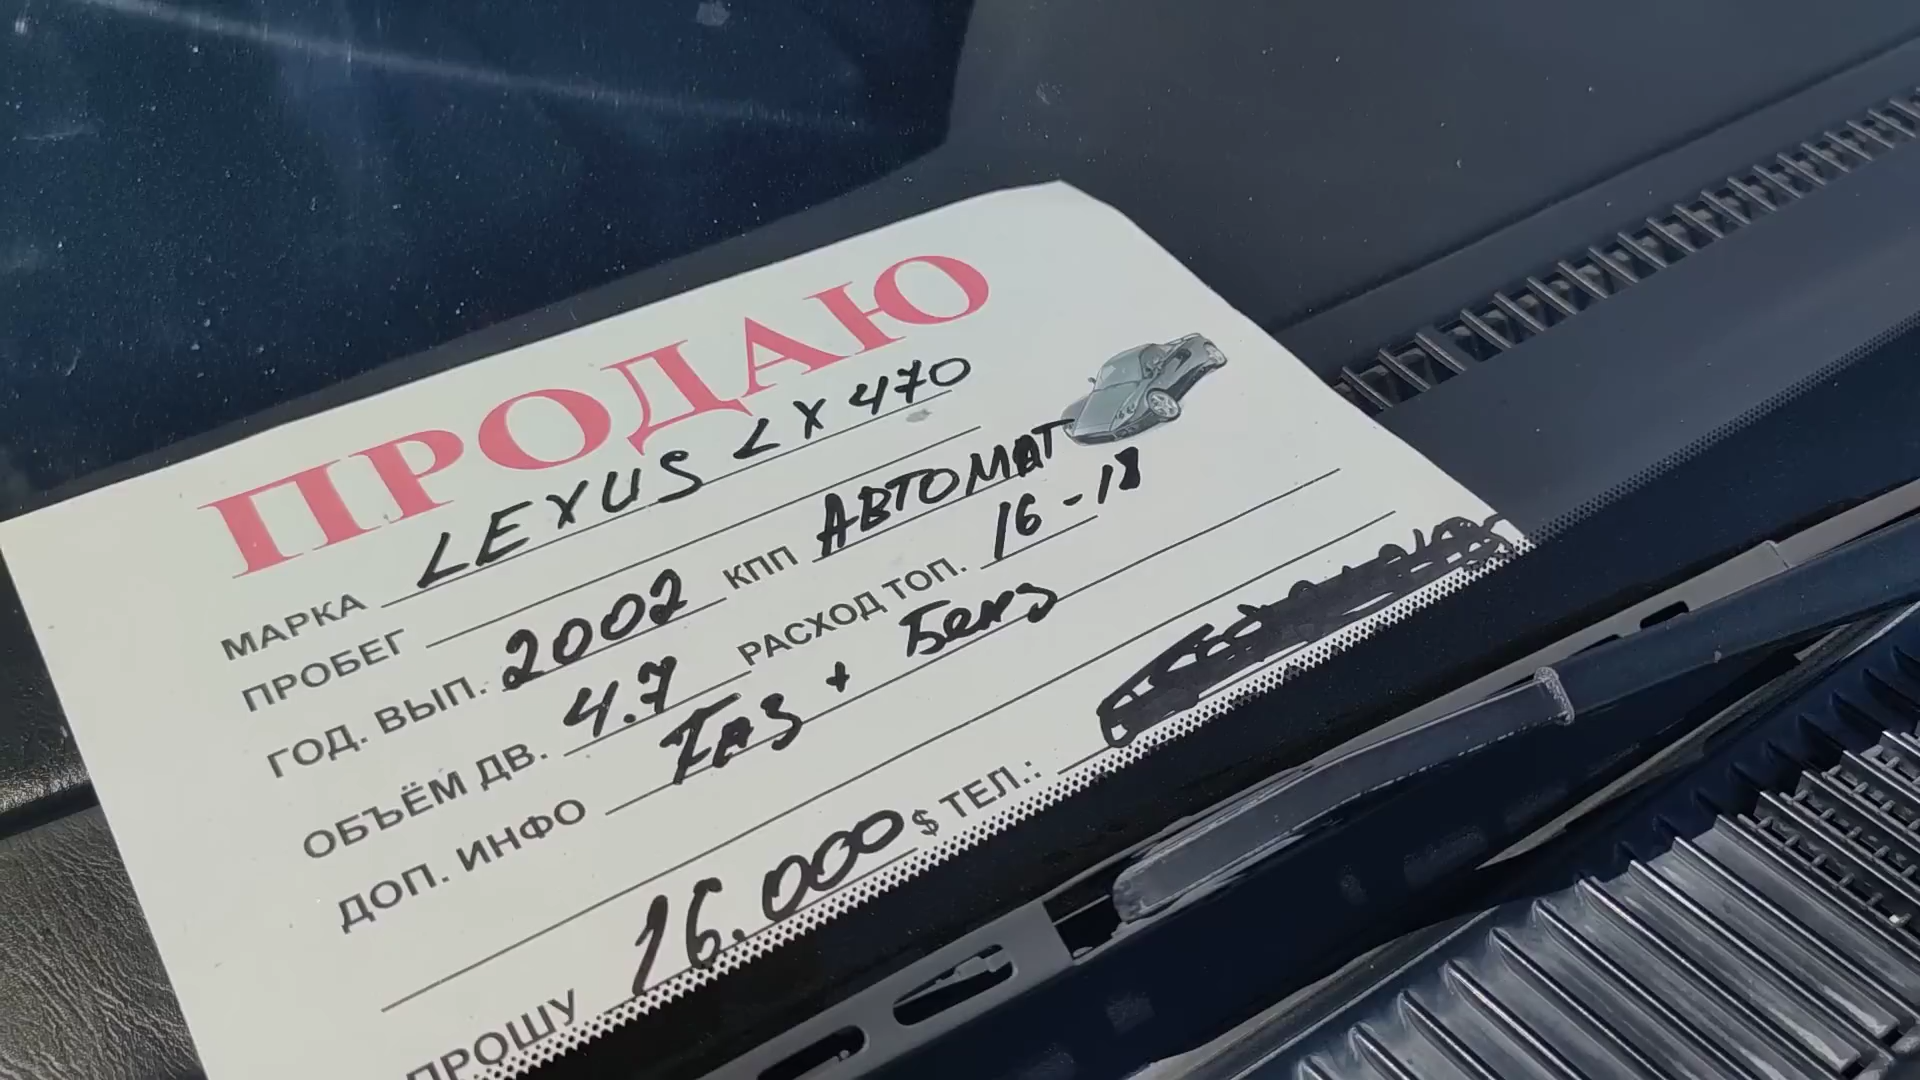 ПРОДАЮ
МАРКА LEXUS LX 470
ПРОБЕГ
ГОД. ВЫП. 2002 КПП АВТОМАТ
ОБЪЁМ ДВ. 4.7 РАСХОД ТОП. 16-18
ДОП. ИНФО ГАЗ + Бенз
ПРОШУ 16.000 $ ТЕЛ.: